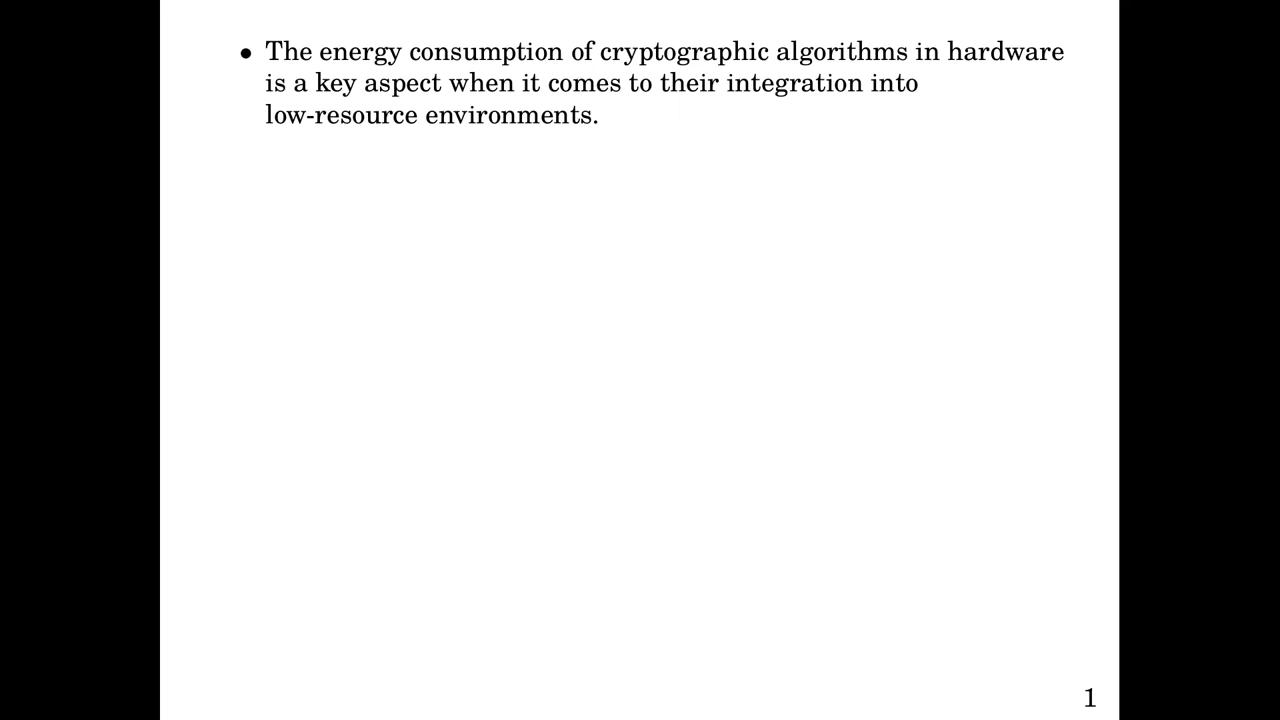 • The energy consumption of cryptographic algorithms in hardware
is a key aspect when it comes to their integration into
low-resource environments.
1